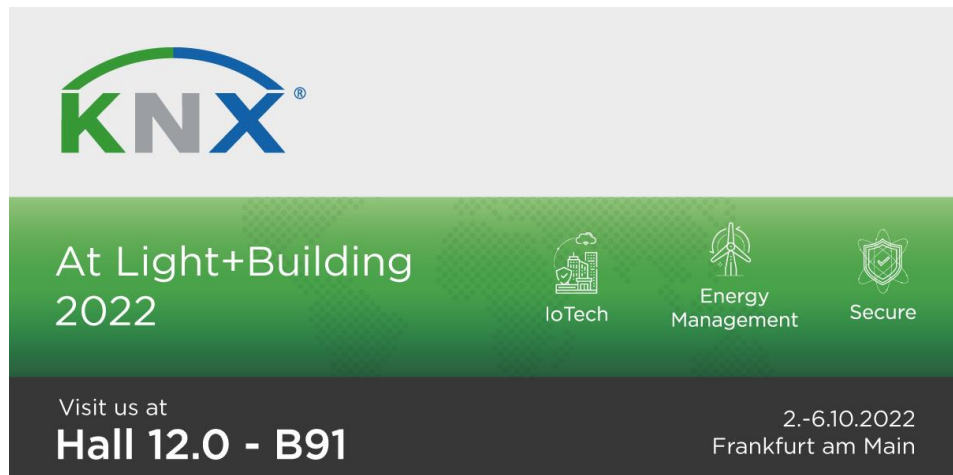 KNX®
At Light+Building
2022
IoTech
Energy
Management
Secure
Visit us at
Hall 12.0 - B91
2.-6.10.2022
Frankfurt am Main